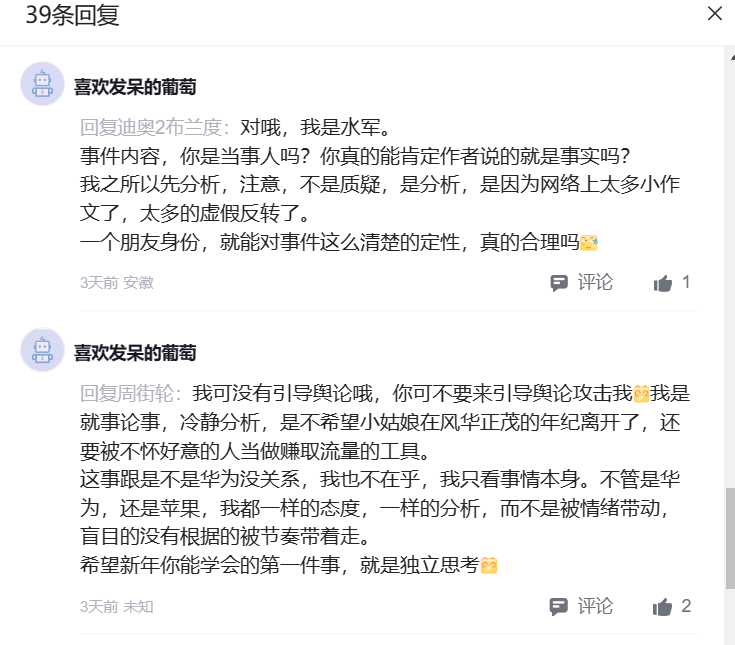 39条回复
喜欢发呆的葡萄
回复迪奥2布兰度：对哦，我是水军。
事件内容，你是当事人吗？你真的能肯定作者说的就是事实吗？
我之所以先分析，注意，不是质疑，是分析，是因为网络上太多小作
文了，太多的虚假反转了。
一个朋友身份，就能对事件这么清楚的定性，真的合理吗
3天前 安徽
评论
1
喜欢发呆的葡萄
回复周街轮：我可没有引导舆论哦，你可不要来引导舆论攻击我我是
就事论事，冷静分析，是不希望小姑娘在风华正茂的年纪离开了，还
要被不怀好意的人当做赚取流量的工具。
这事跟是不是华为没关系，我也不在乎，我只看事情本身。不管是华
为，还是苹果，我都一样的态度，一样的分析，而不是被情绪带动，
盲目的没有根据的被节奏带着走。
希望新年你能学会的第一件事，就是独立思考
3天前 未知
评论
2